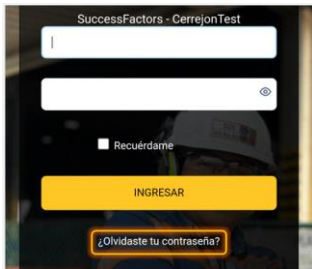 SuccessFactors - CerrejonTest
Recuérdame
INGRESAR
¿Olvidaste tu contraseña?